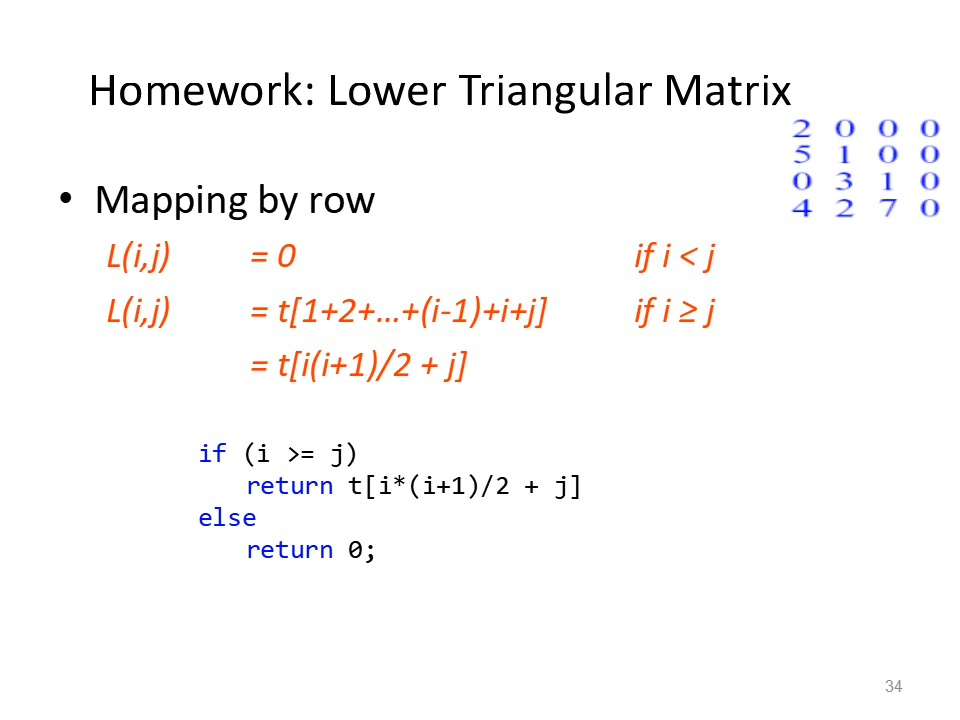 Homework: Lower Triangular Matrix
2 0 0 0
5 1 0 0
0 3 1 0
4 2 7 0
• Mapping by row
L(i,j) = 0 if i < j
L(i,j) = t[1+2+…+(i-1)+i+j] if i ≥ j
= t[i(i+1)/2 + j]
if (i >= j)
return t[i*(i+1)/2 + j]
else
return 0;
34